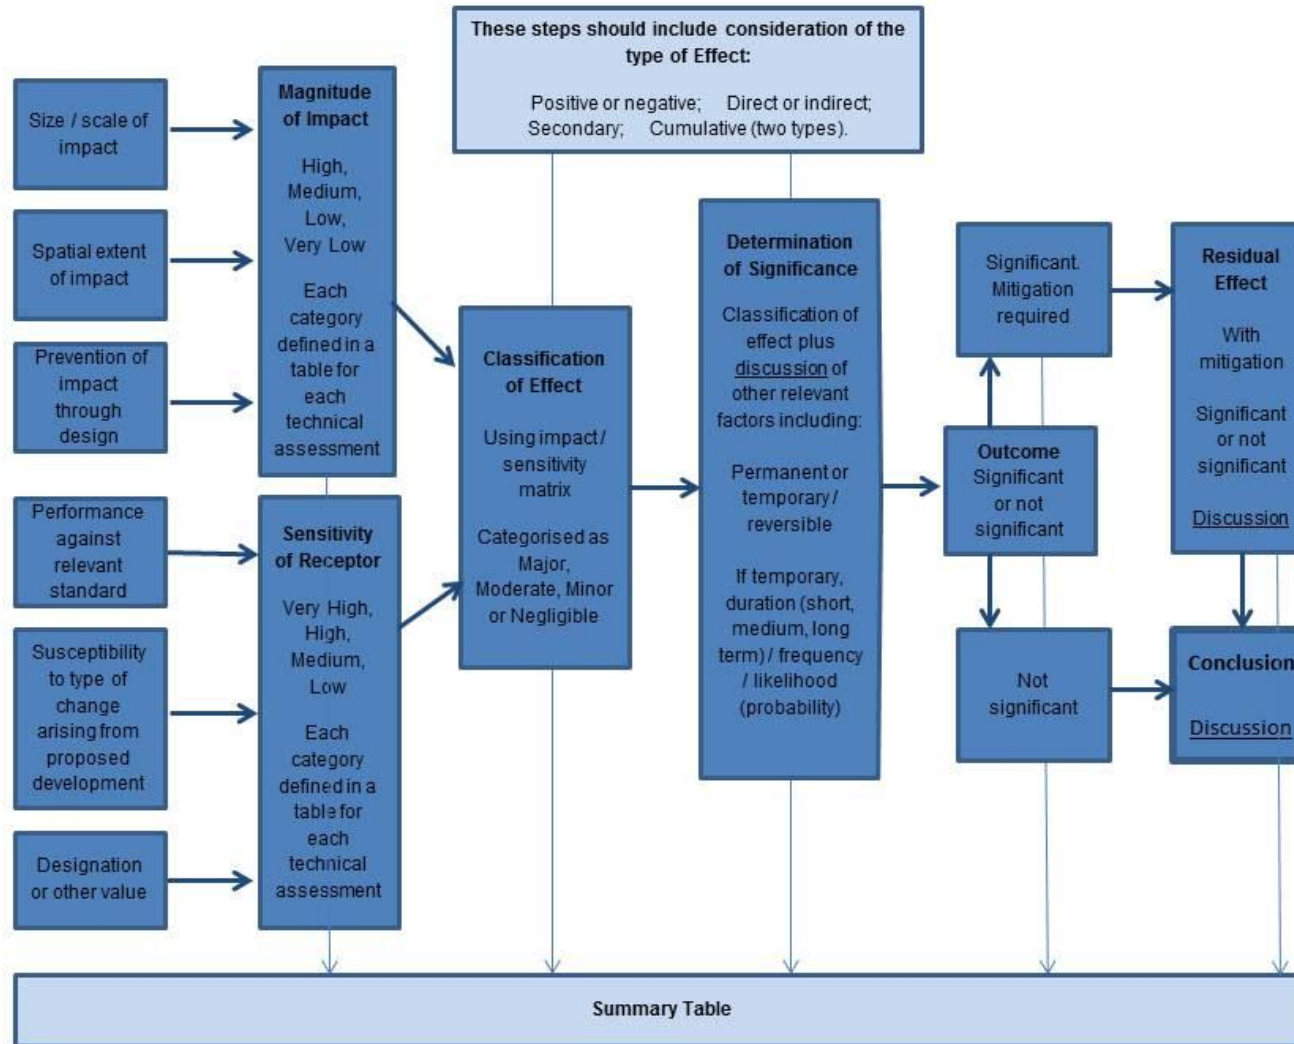 These steps should include consideration of the
type of Effect:
Positive or negative; Direct or indirect;
Secondary; Cumulative (two types).
Size / scale of
impact
Spatial extent
of impact
Prevention of
impact
through
design
Performance
against
relevant
standard
Susceptibility
to type of
change
arising from
proposed
development
Designation
or other value
Magnitude
of Impact
High,
Medium,
Low,
Very Low
Each
category
defined in a
table for
each
technical
assessment
Sensitivity
of Receptor
Very High,
High,
Medium,
Low
Each
category
defined in a
table for
each
technical
assessment
Classification
of Effect
Using impact /
sensitivity
matrix
Categorised as
Major,
Moderate, Minor
or Negligible
Determination
of Significance
Classification of
effect plus
discussion of
other relevant
factors including:
Permanent or
temporary /
reversible
If temporary,
duration (short,
medium, long
term) / frequency
/ likelihood
(probability)
Significant.
Mitigation
required
Outcome
Significant
or not
significant
Not
significant
Residual
Effect
With
mitigation
Significant
or not
significant
Discussion
Conclusion
Discussion
Summary Table